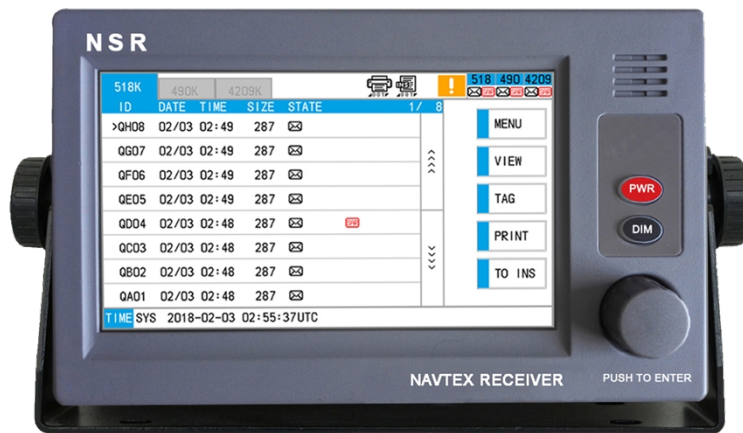 NSR
518K 490K 4209K ! 518 490 4209
ID DATE TIME SIZE STATE 1/ 8
>QH08 02/03 02:49 287
QG07 02/03 02:49 287
QF06 02/03 02:49 287
QE05 02/03 02:49 287
QD04 02/03 02:48 287
QC03 02/03 02:48 287
QB02 02/03 02:48 287
QA01 02/03 02:48 287
MENU
VIEW
TAG
PRINT
TO INS
TIME SYS 2018-02-03 02:55:37UTC
PWR
DIM
NAVTEX RECEIVER
PUSH TO ENTER